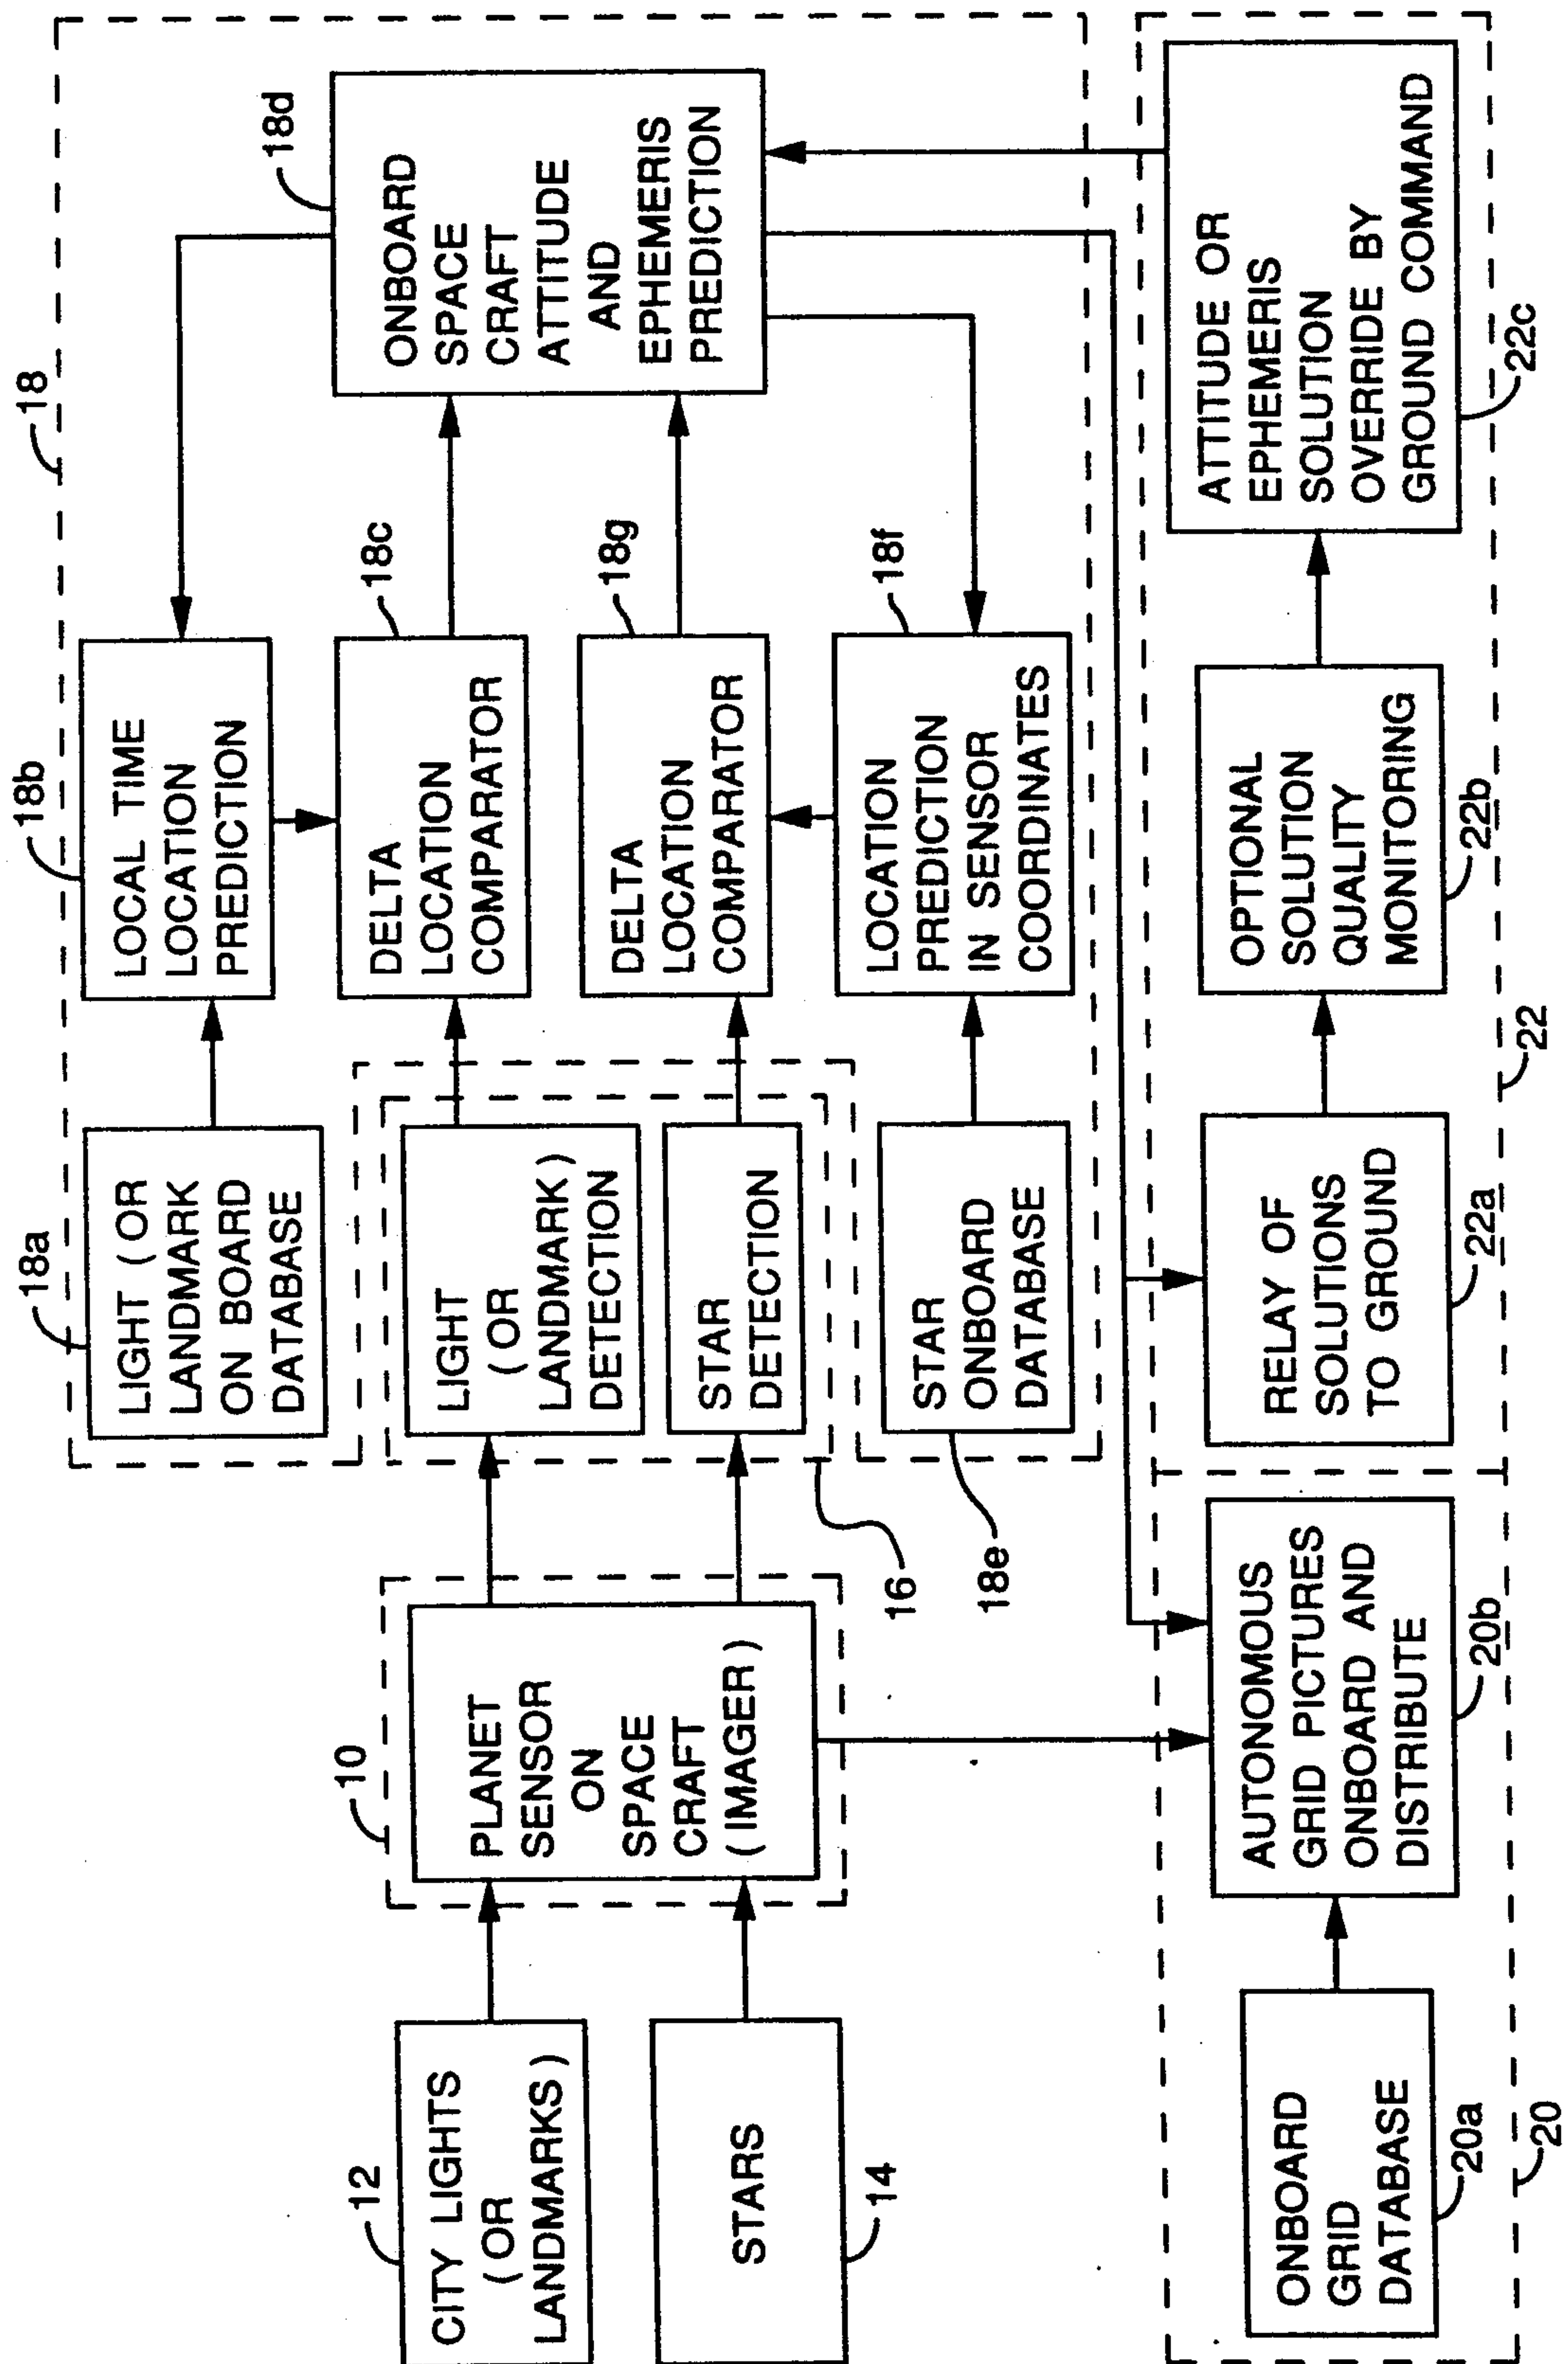 18
18a
LIGHT (OR
LANDMARK
ON BOARD
DATABASE
18b
LOCAL TIME
LOCATION
PREDICTION
18d
ONBOARD
SPACE
CRAFT
ATTITUDE
AND
EPHEMERIS
PREDICTION
12
CITY LIGHTS
(OR
LANDMARKS)
10
PLANET
SENSOR
ON
SPACE
CRAFT
(IMAGER)
LIGHT
(OR
LANDMARK)
DETECTION
18c
DELTA
LOCATION
COMPARATOR
STARS
14
STAR
DETECTION
16
18g
DELTA
LOCATION
COMPARATOR
18e
STAR
ONBOARD
DATABASE
18f
LOCATION
PREDICTION
IN SENSOR
COORDINATES
ONBOARD
GRID
DATABASE
20a
AUTONOMOUS
GRID PICTURES
ONBOARD AND
DISTRIBUTE
20b
20
RELAY OF
SOLUTIONS
TO GROUND
22a
OPTIONAL
SOLUTION
QUALITY
MONITORING
22b
ATTITUDE OR
EPHEMERIS
SOLUTION
OVERRIDE BY
GROUND COMMAND
22c
22